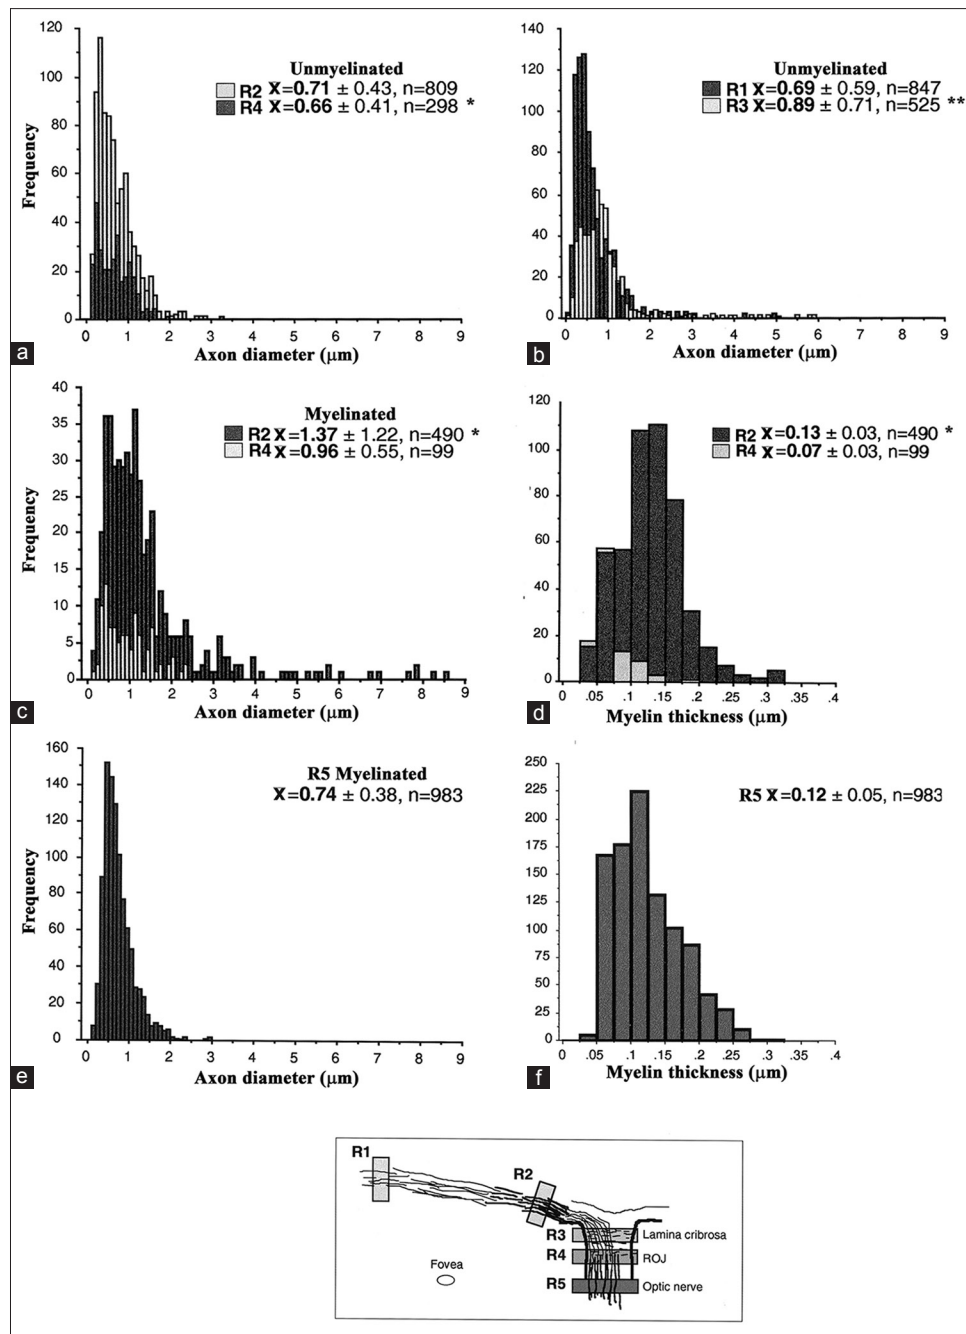 120
100
80
60
40
20
0
Frequency
Unmyelinated
R2 x̄=0.71 ± 0.43, n=809
R4 x̄=0.66 ± 0.41, n=298 *
0 1 2 3 4 5 6 7 8 9
Axon diameter (μm)
a
140
120
100
80
60
40
20
0
Unmyelinated
R1 x̄=0.69 ± 0.59, n=847
R3 x̄=0.89 ± 0.71, n=525 **
0 1 2 3 4 5 6 7 8 9
Axon diameter (μm)
b
40
35
30
25
20
15
10
5
0
Frequency
Myelinated
R2 x̄=1.37 ± 1.22, n=490 *
R4 x̄=0.96 ± 0.55, n=99
0 1 2 3 4 5 6 7 8 9
Axon diameter (μm)
c
120
100
80
60
40
20
0
R2 x̄=0.13 ± 0.03, n=490 *
R4 x̄=0.07 ± 0.03, n=99
0 .05 .1 .15 .2 .25 .3 .35 .4
Myelin thickness (μm)
d
160
140
120
100
80
60
40
20
0
Frequency
R5 Myelinated
x̄=0.74 ± 0.38, n=983
0 1 2 3 4 5 6 7 8 9
Axon diameter (μm)
e
250
225
200
175
150
125
100
75
50
25
0
R5 x̄=0.12 ± 0.05, n=983
0 .05 .1 .15 .2 .25 .3 .35 .4
Myelin thickness (μm)
f
R1
R2
R3 Lamina cribrosa
R4 ROJ
Fovea
R5 Optic nerve